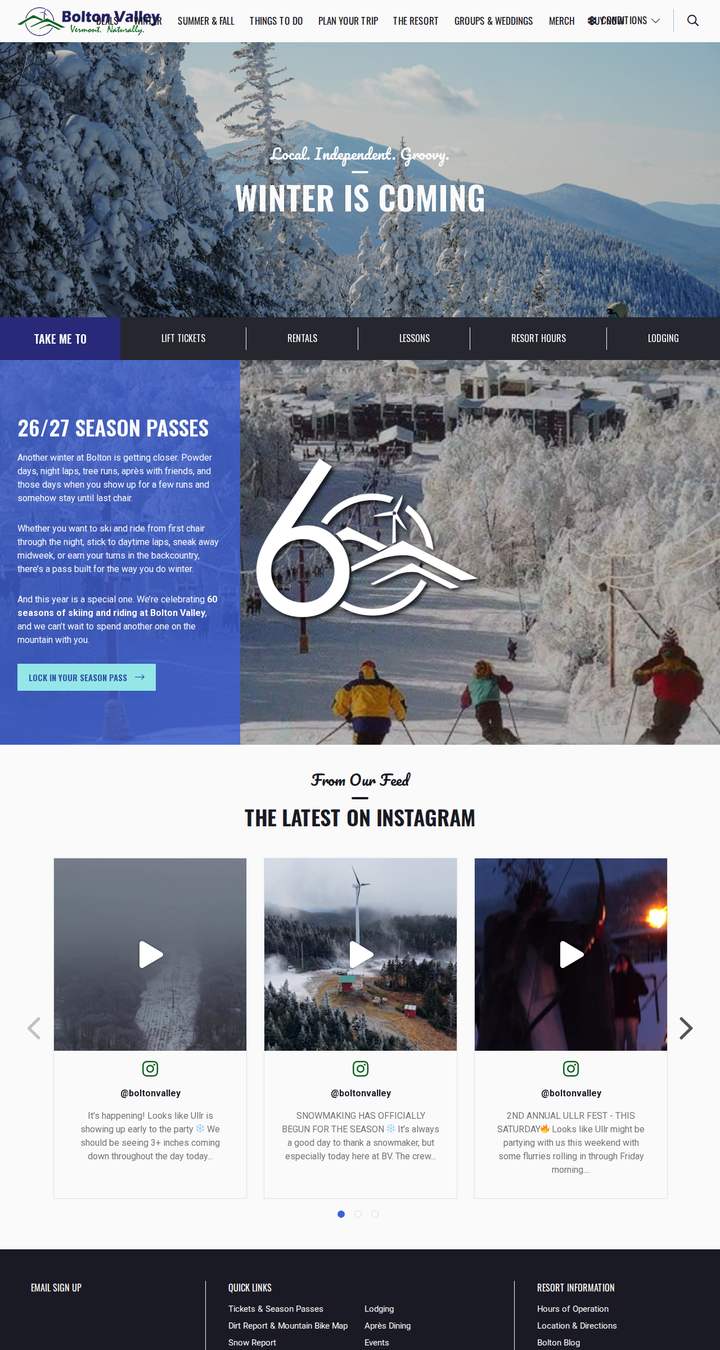 Bolton Valley
Vermont. Naturally.
DEALS
WINTER
SUMMER & FALL
THINGS TO DO
PLAN YOUR TRIP
THE RESORT
GROUPS & WEDDINGS
MERCH
BUY NOW
CONDITIONS
Local. Independent. Groovy.
WINTER IS COMING
TAKE ME TO
LIFT TICKETS
RENTALS
LESSONS
RESORT HOURS
LODGING
26/27 SEASON PASSES
Another winter at Bolton is getting closer. Powder
days, night laps, tree runs, après with friends, and
those days when you show up for a few runs and
somehow stay until last chair.
Whether you want to ski and ride from first chair
through the night, stick to daytime laps, sneak away
midweek, or earn your turns in the backcountry,
there's a pass built for the way you do winter.
And this year is a special one. We're celebrating 60
seasons of skiing and riding at Bolton Valley,
and we can't wait to spend another one on the
mountain with you.
LOCK IN YOUR SEASON PASS
60
From Our Feed
THE LATEST ON INSTAGRAM
@boltonvalley
It's happening! Looks like Ullr is
showing up early to the party ❄️ We
should be seeing 3+ inches coming
down throughout the day today...
@boltonvalley
SNOWMAKING HAS OFFICIALLY
BEGUN FOR THE SEASON ❄️ It's always
a good day to thank a snowmaker, but
especially today here at BV. The crew...
@boltonvalley
2ND ANNUAL ULLR FEST - THIS
SATURDAY🔥 Looks like Ullr might be
partying with us this weekend with
some flurries rolling in through Friday
morning....
EMAIL SIGN UP
QUICK LINKS
Tickets & Season Passes
Dirt Report & Mountain Bike Map
Snow Report
Lodging
Après Dining
Events
RESORT INFORMATION
Hours of Operation
Location & Directions
Bolton Blog